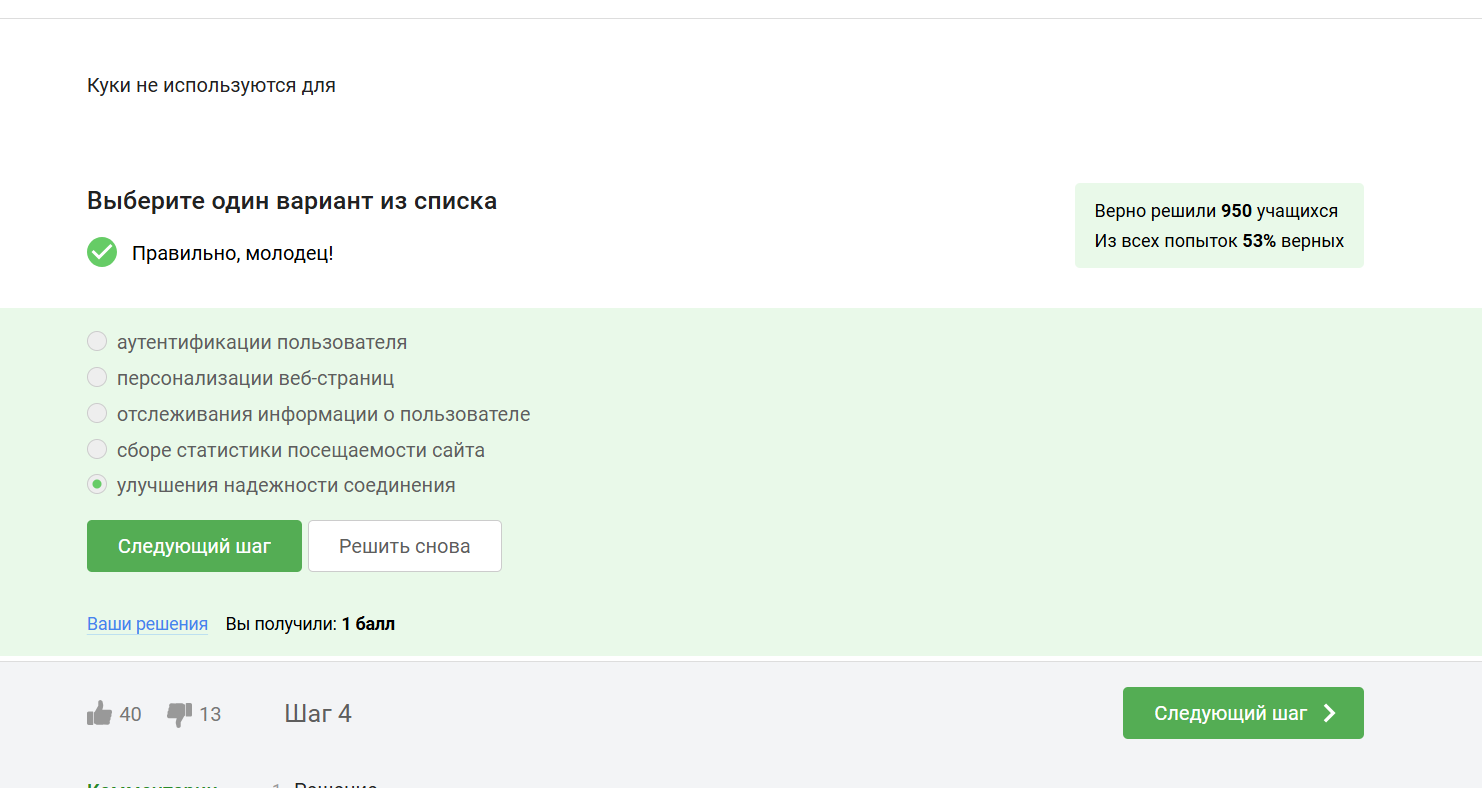 Куки не используются для
Выберите один вариант из списка
Правильно, молодец!
Верно решили 950 учащихся
Из всех попыток 53% верных
аутентификации пользователя
персонализации веб-страниц
отслеживания информации о пользователе
сборе статистики посещаемости сайта
улучшения надежности соединения
Следующий шаг
Решить снова
Ваши решения Вы получили: 1 балл
40 13 Шаг 4
Следующий шаг